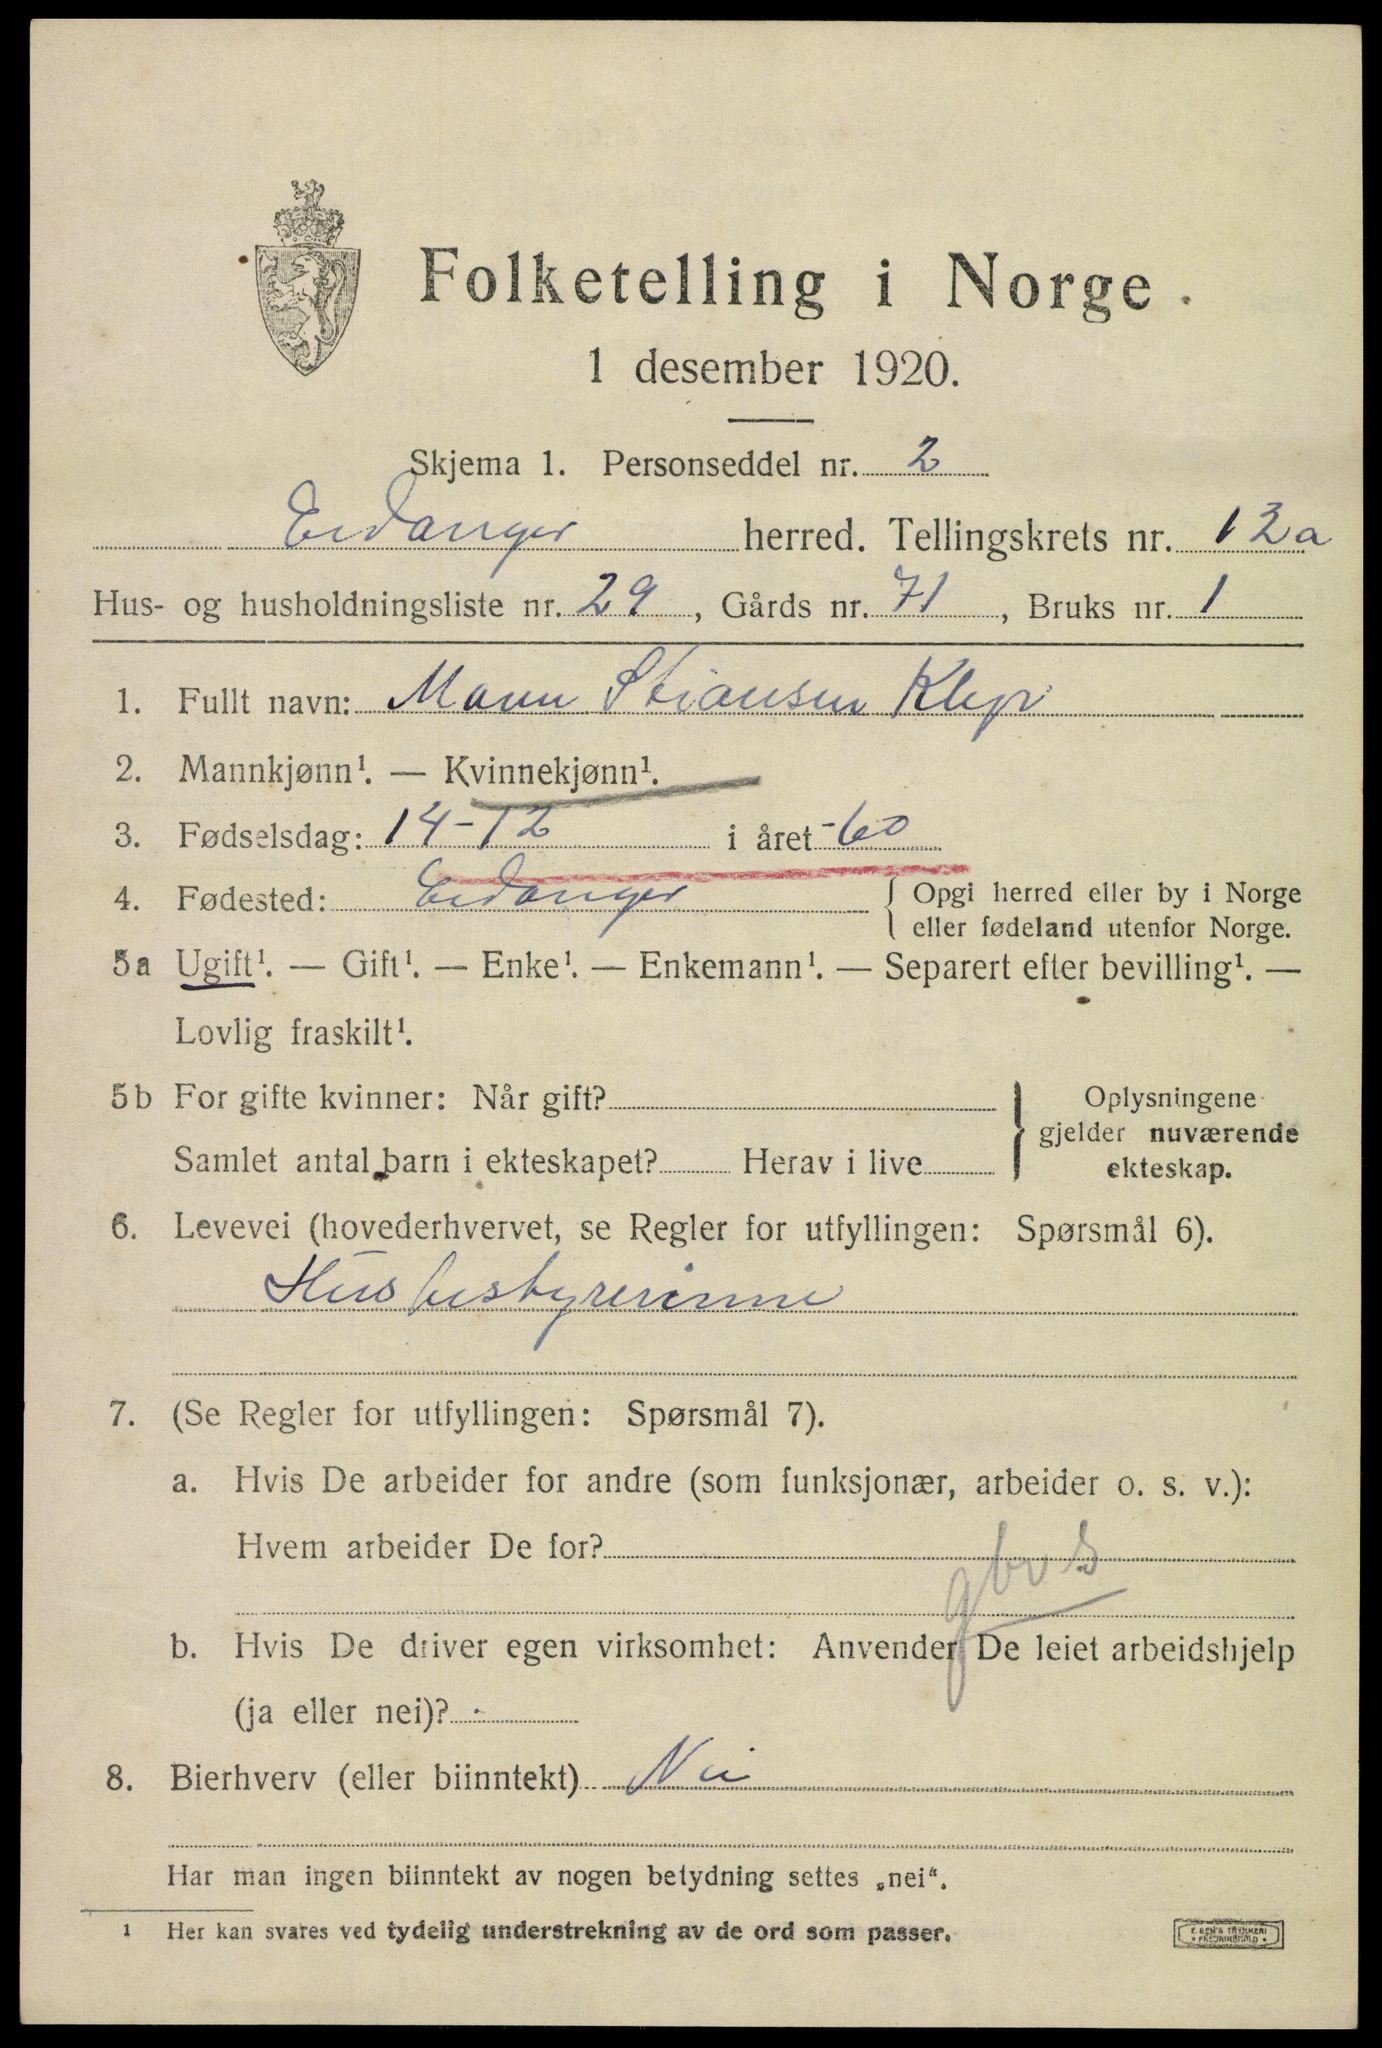 Folketelling i Norge
1 desember 1920.
Skjema 1. Personseddel nr. 2
Eidanger herred. Tellingskrets nr. 12a
Hus- og husholdningsliste nr. 29, Gårds nr. 71, Bruks nr. 1
1. Fullt navn: Maren Stiansen Klep
2. Mannkjønn¹. — Kvinnekjønn¹.
3. Fødselsdag: 14-12 i året -60
4. Fødested: Eidanger { Opgi herred eller by i Norge
eller fødeland utenfor Norge.
5a Ugift¹. — Gift¹. — Enke¹. — Enkemann¹. — Separert efter bevilling¹. —
Lovlig fraskilt¹.
5b For gifte kvinner: Når gift?
Samlet antal barn i ekteskapet? Herav i live
Oplysningene
gjelder nuværende
ekteskap.
6. Levevei (hovederhvervet, se Regler for utfyllingen: Spørsmål 6).
Husbestyrerinne
7. (Se Regler for utfyllingen: Spørsmål 7).
a. Hvis De arbeider for andre (som funksjonær, arbeider o. s. v.):
Hvem arbeider De for?
b. Hvis De driver egen virksomhet: Anvender De leiet arbeidshjelp
(ja eller nei)?
8. Bierhverv (eller biinntekt) Nei
Har man ingen biinntekt av nogen betydning settes „nei“.
¹ Her kan svares ved tydelig understrekning av de ord som passer.
E. SEM'S TRYKKERI
FREDRIKSHALD